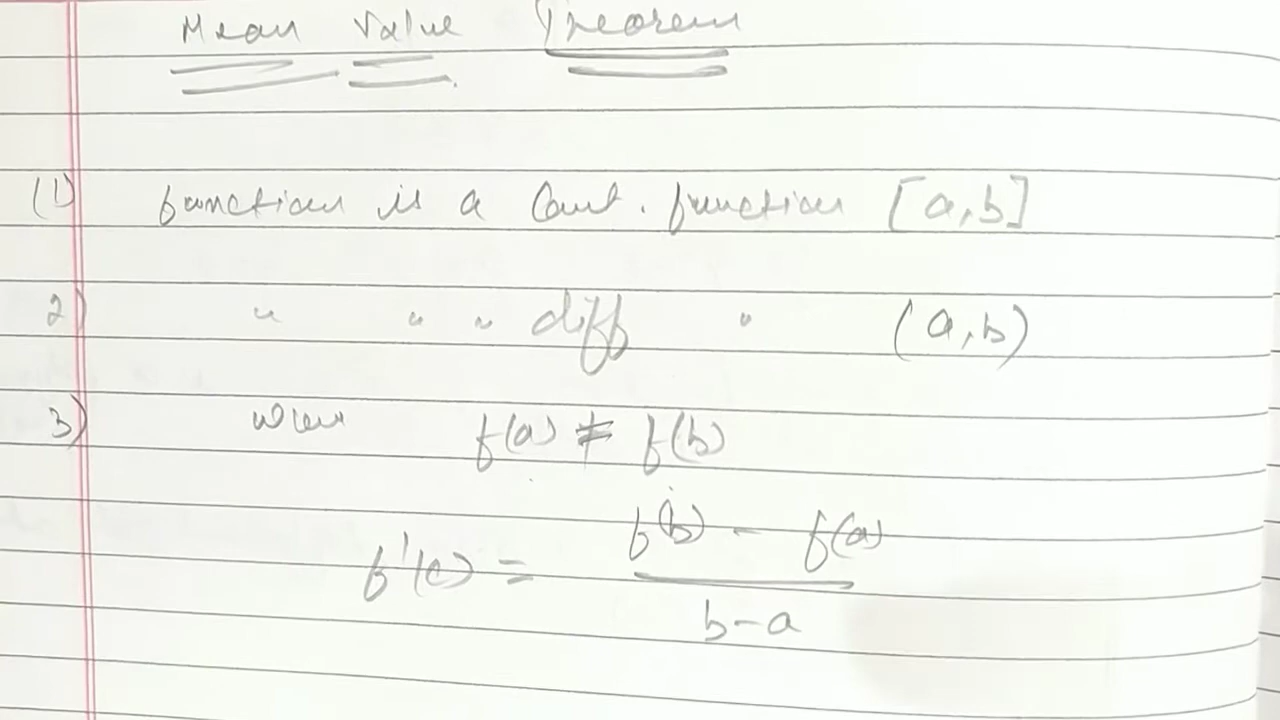 Mean Value Theorem
(1) function is a Cont. function [a,b]
2) " " " diff " (a,b)
3) when f(a) ≠ f(b)
f'(c) = f(b) - f(a)
b-a